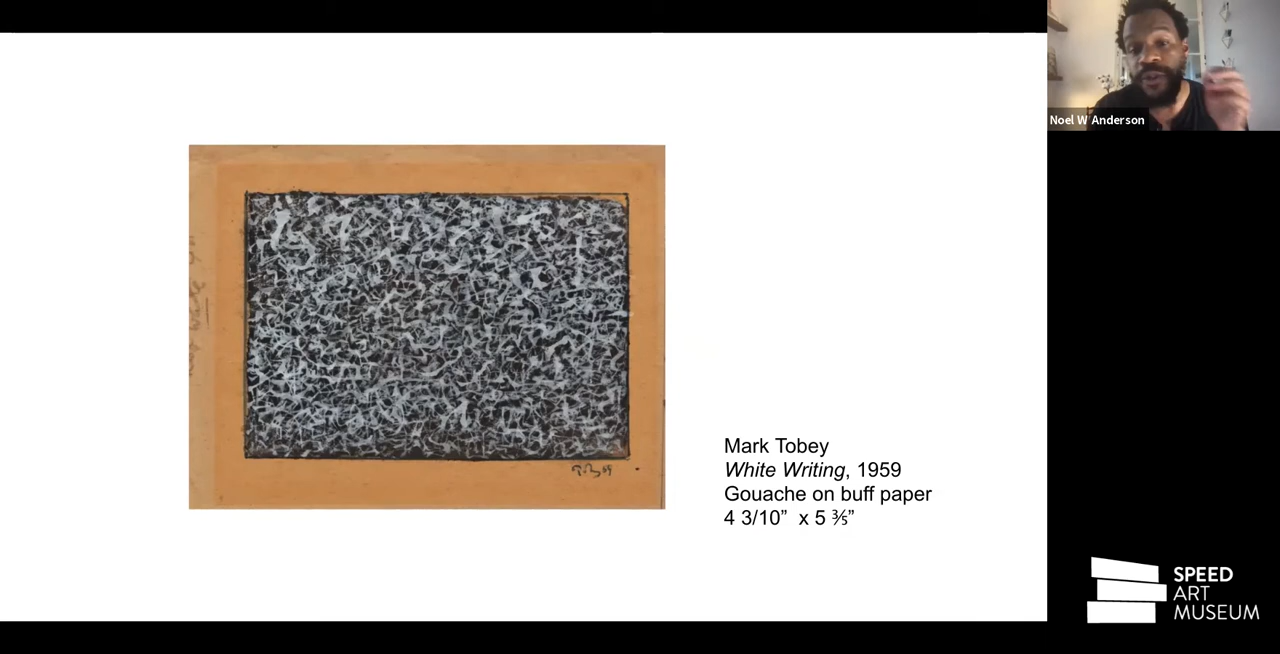 Noel W Anderson
Mark Tobey
White Writing, 1959
Gouache on buff paper
4 3/10”  x 5 ⅗”
SPEED
ART
MUSEUM